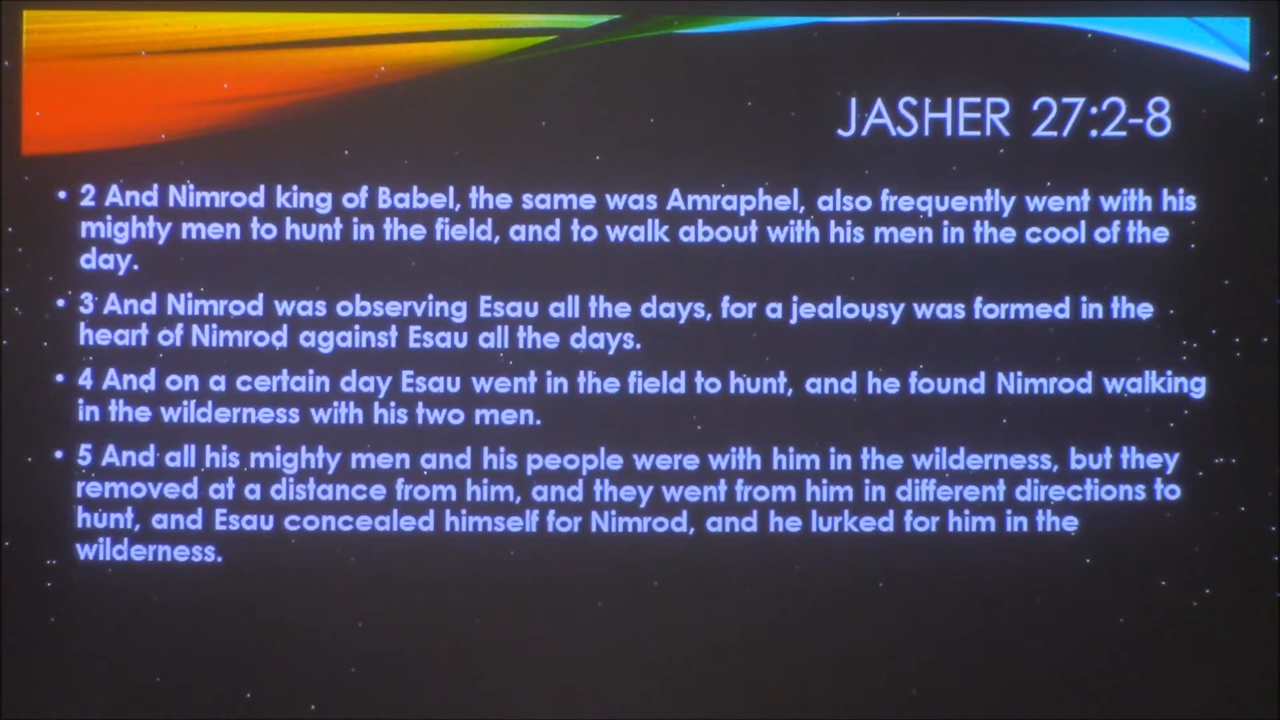 JASHER 27:2-8
• 2 And Nimrod king of Babel, the same was Amraphel, also frequently went with his
mighty men to hunt in the field, and to walk about with his men in the cool of the
day.
• 3 And Nimrod was observing Esau all the days, for a jealousy was formed in the
heart of Nimrod against Esau all the days.
• 4 And on a certain day Esau went in the field to hunt, and he found Nimrod walking
in the wilderness with his two men.
• 5 And all his mighty men and his people were with him in the wilderness, but they
removed at a distance from him, and they went from him in different directions to
hunt, and Esau concealed himself for Nimrod, and he lurked for him in the
wilderness.